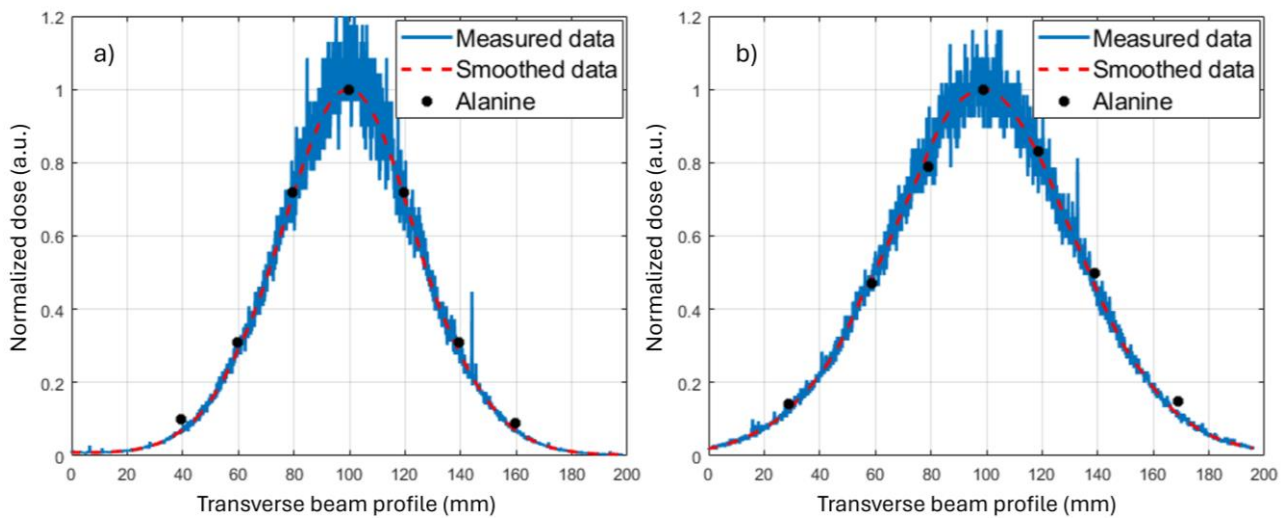 a)
Measured data
Smoothed data
Alanine
Normalized dose (a.u.)
1.2
1
0.8
0.6
0.4
0.2
0
0 20 40 60 80 100 120 140 160 180 200
Transverse beam profile (mm)
b)
Measured data
Smoothed data
Alanine
Normalized dose (a.u.)
1.2
1
0.8
0.6
0.4
0.2
0
0 20 40 60 80 100 120 140 160 180 200
Transverse beam profile (mm)